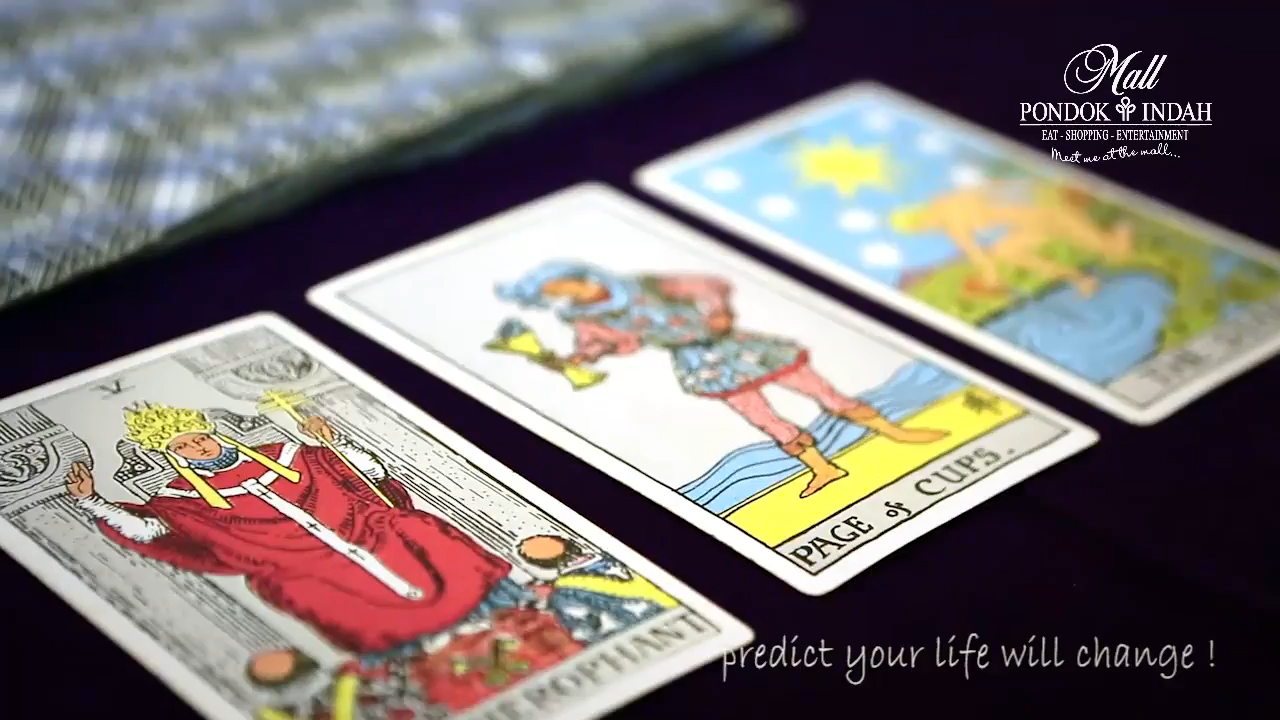 Mall
PONDOK INDAH
EAT - SHOPPING - ENTERTAINMENT
Meet me at the mall...
V
PAGE of CUPS.
HEROPHANT
predict your life will change !